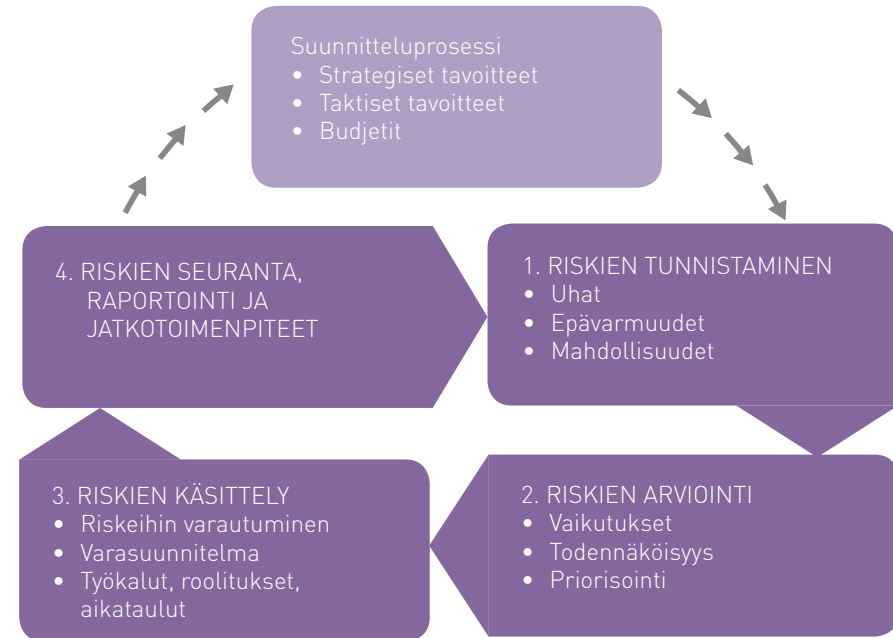 Suunnitteluprosessi
• Strategiset tavoitteet
• Taktiset tavoitteet
• Budjetit
1. RISKIEN TUNNISTAMINEN
• Uhat
• Epävarmuudet
• Mahdollisuudet
2. RISKIEN ARVIOINTI
• Vaikutukset
• Todennäköisyys
• Priorisointi
3. RISKIEN KÄSITTELY
• Riskeihin varautuminen
• Varasuunnitelma
• Työkalut, roolitukset,
aikataulut
4. RISKIEN SEURANTA,
RAPORTOINTI JA
JATKOTOIMENPITEET